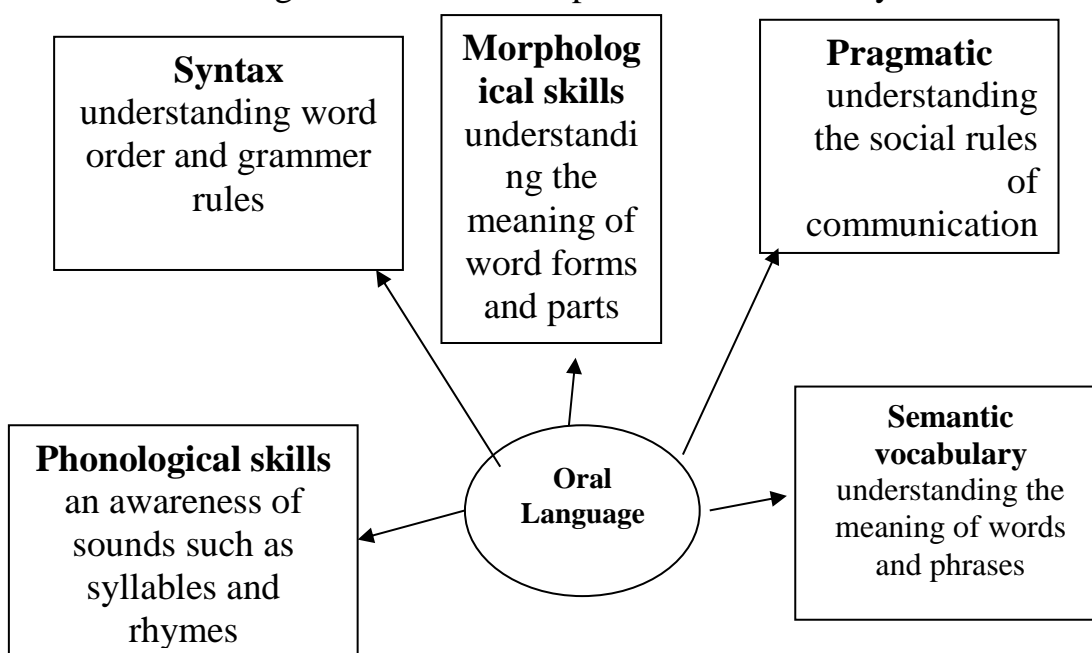 Syntax
understanding word
order and grammer
rules
Morpholog
ical skills
understandi
ng the
meaning of
word forms
and parts
Pragmatic
understanding
the social rules
of
communication
Phonological skills
an awareness of
sounds such as
syllables and
rhymes
Oral
Language
Semantic
vocabulary
understanding the
meaning of words
and phrases